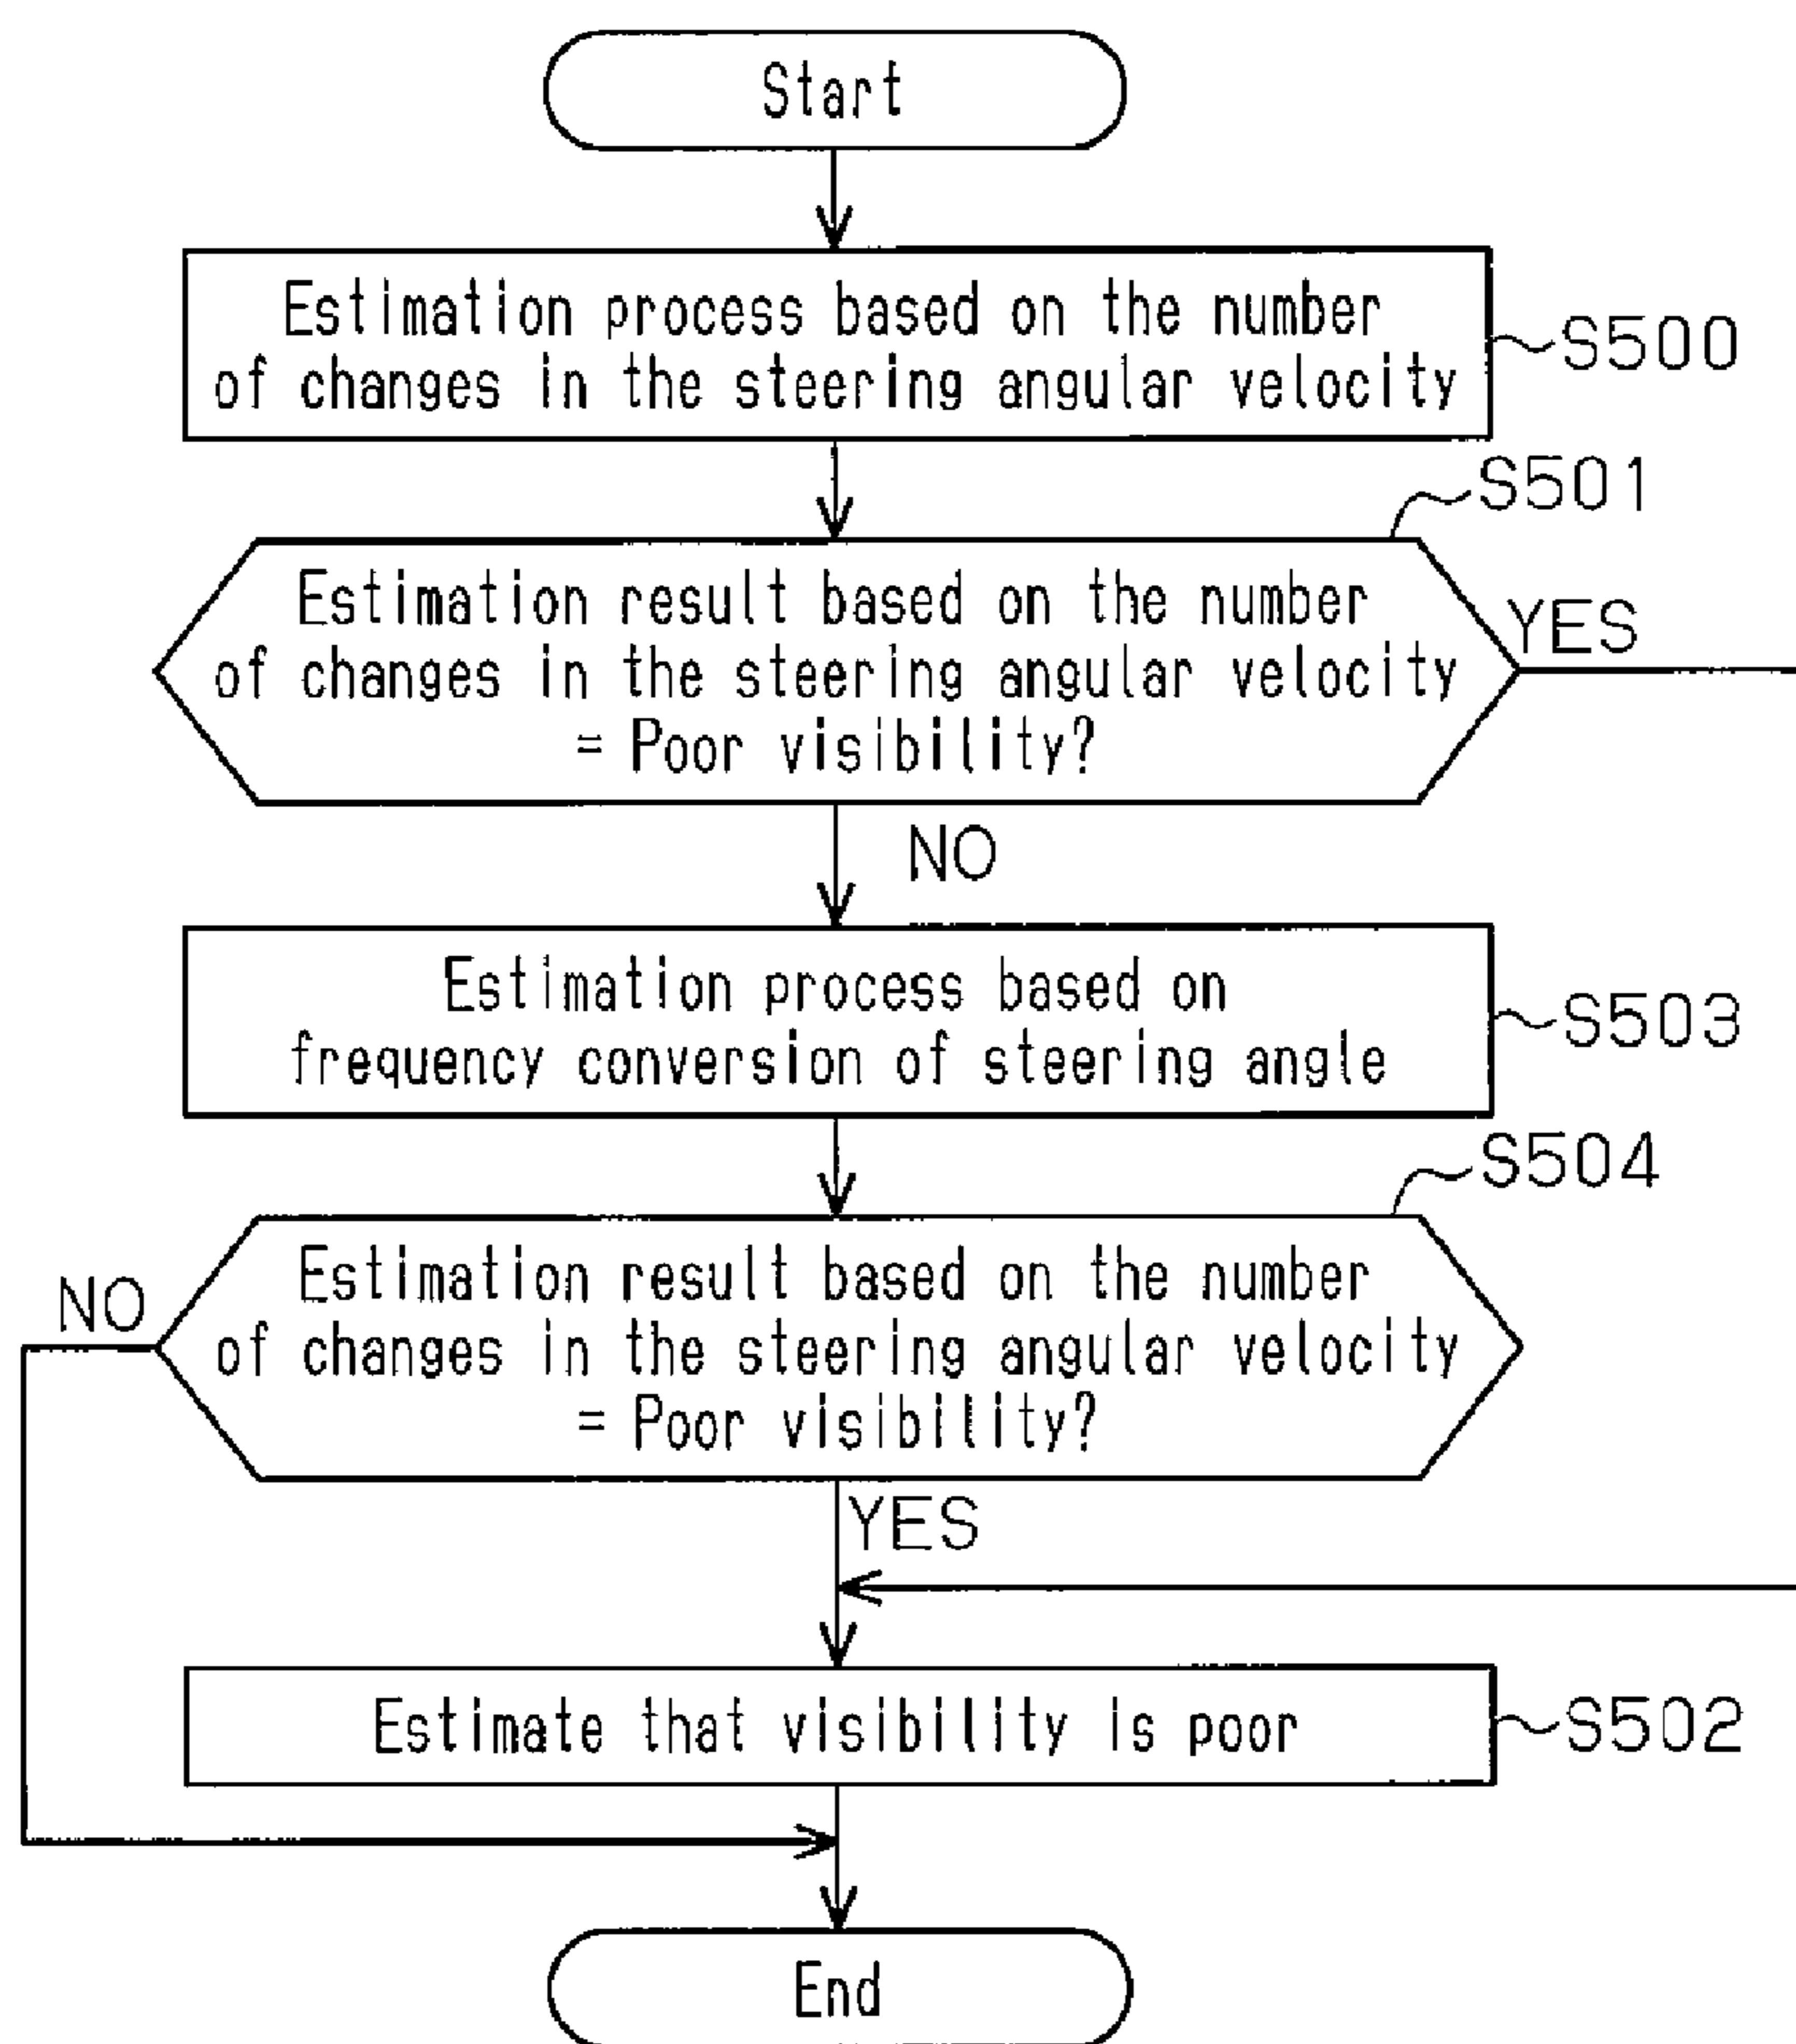 Start
Estimation process based on the number
of changes in the steering angular velocity
S500
S501
Estimation result based on the number
of changes in the steering angular velocity
= Poor visibility?
YES
NO
Estimation process based on
frequency conversion of steering angle
S503
S504
Estimation result based on the number
of changes in the steering angular velocity
= Poor visibility?
NO
YES
Estimate that visibility is poor
S502
End